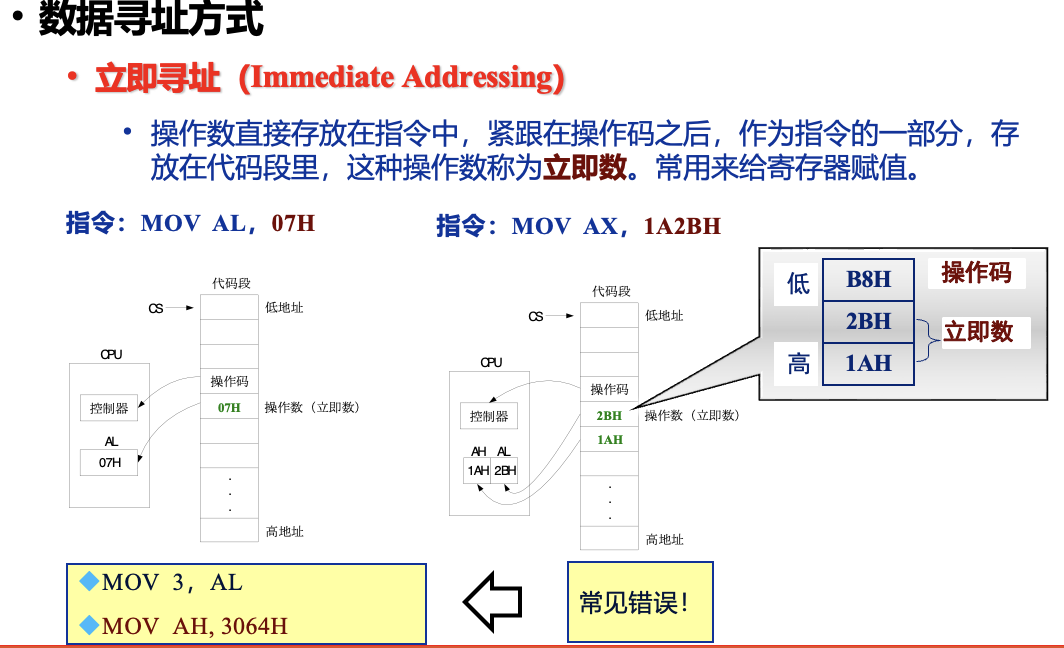 • 数据寻址方式
• 立即寻址（Immediate Addressing）
• 操作数直接存放在指令中，紧跟在操作码之后，作为指令的一部分，存
放在代码段里，这种操作数称为立即数。常用来给寄存器赋值。
指令：MOV AL，07H
代码段
CS
低地址
CPU
操作码
控制器
07H
操作数（立即数）
AL
07H
.
.
.
高地址
指令：MOV AX，1A2BH
代码段
CS
低地址
CPU
操作码
控制器
2BH
操作数（立即数）
1AH
AH AL
1AH 2BH
.
.
.
高地址
低 B8H 操作码
2BH 立即数
高 1AH
MOV 3，AL
MOV AH, 3064H
常见错误！